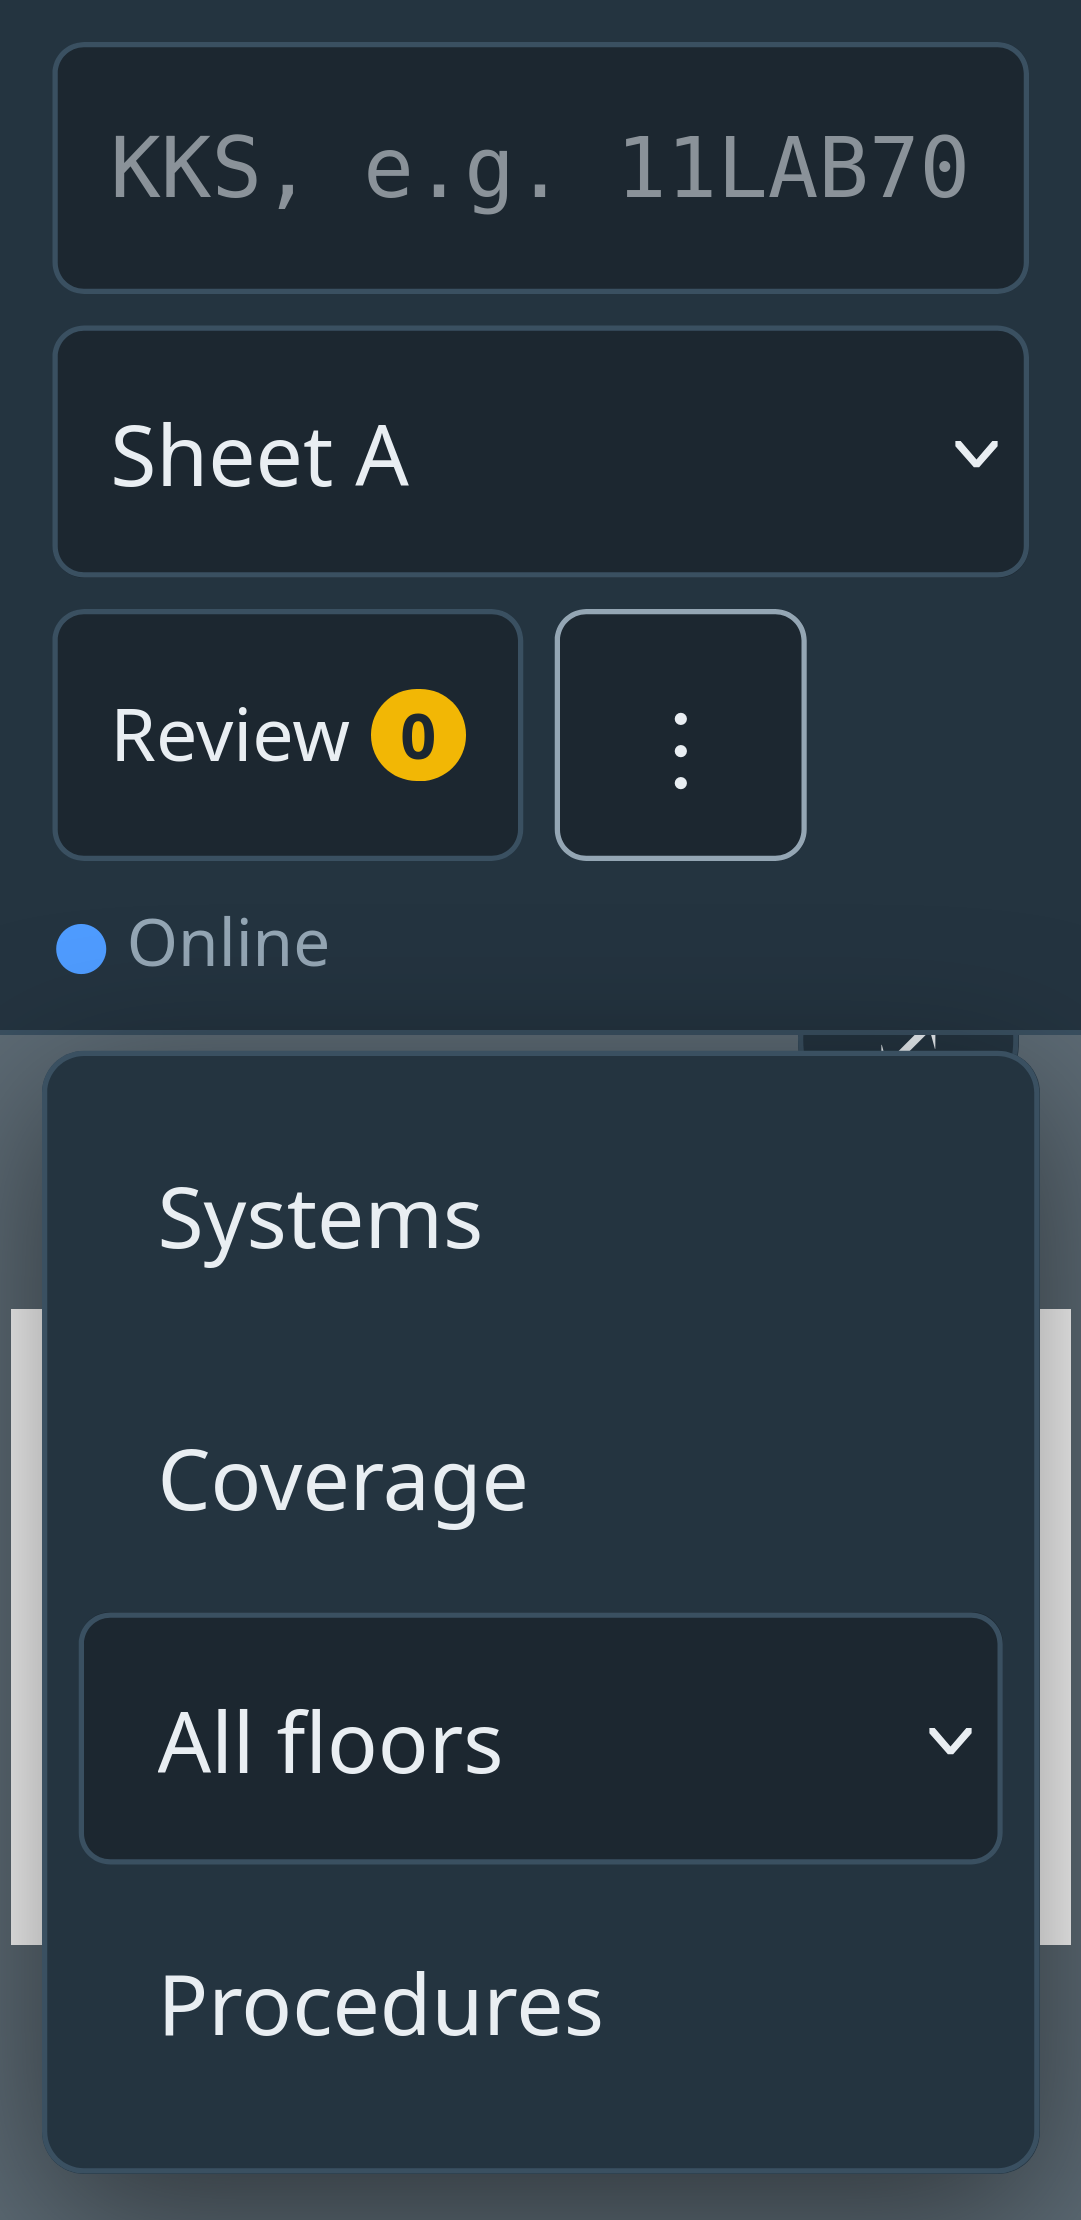 KKS, e.g. 11LAB70
Sheet A
Review 0
Online
Systems
Coverage
All floors
Procedures